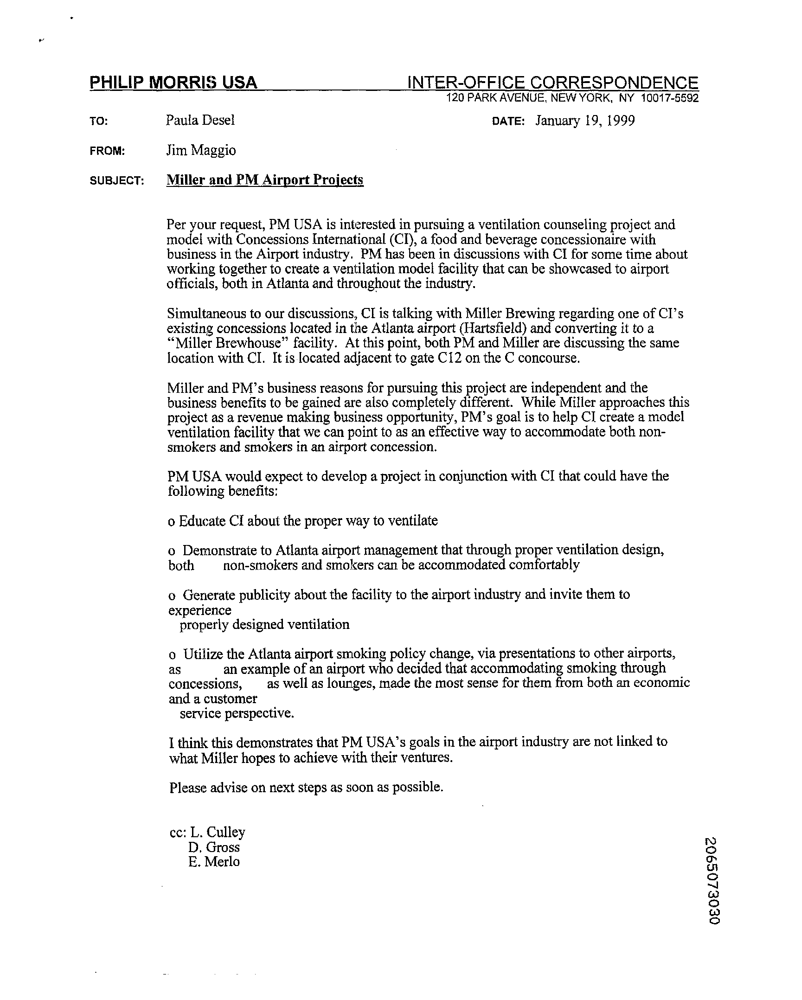 PHILIP MORRIS USA INTER-OFFICE CORRESPONDENCE
120 PARK AVENUE, NEW YORK, NY 10017-5592
TO: Paula Desel DATE: January 19, 1999
FROM: Jim Maggio
SUBJECT: Miller and PM Airport Projects
Per your request, PM USA is interested in pursuing a ventilation counseling project and
model with Concessions International (CI), a food and beverage concessionaire with
business in the Airport industry. PM has been in discussions with CI for some time about
working together to create a ventilation model facility that can be showcased to airport
officials, both in Atlanta and throughout the industry.
Simultaneous to our discussions, CI is talking with Miller Brewing regarding one of CI's
existing concessions located in the Atlanta airport (Hartsfield) and converting it to a
"Miller Brewhouse" facility. At this point, both PM and Miller are discussing the same
location with CI. It is located adjacent to gate C12 on the C concourse.
Miller and PM's business reasons for pursuing this project are independent and the
business benefits to be gained are also completely different. While Miller approaches this
project as a revenue making business opportunity, PM's goal is to help CI create a model
ventilation facility that we can point to as an effective way to accommodate both non-
smokers and smokers in an airport concession.
PM USA would expect to develop a project in conjunction with CI that could have the
following benefits:
o Educate CI about the proper way to ventilate
o Demonstrate to Atlanta airport management that through proper ventilation design,
both non-smokers and smokers can be accommodated comfortably
o Generate publicity about the facility to the airport industry and invite them to
experience
properly designed ventilation
o Utilize the Atlanta airport smoking policy change, via presentations to other airports,
as an example of an airport who decided that accommodating smoking through
concessions, as well as lounges, made the most sense for them from both an economic
and a customer
service perspective.
I think this demonstrates that PM USA's goals in the airport industry are not linked to
what Miller hopes to achieve with their ventures.
Please advise on next steps as soon as possible.
cc: L. Culley
D. Gross
E. Merlo
2065073030